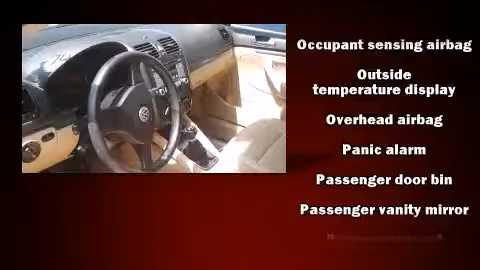 Occupant sensing airbag
Outside
temperature display
Overhead airbag
Panic alarm
Passenger door bin
Passenger vanity mirror